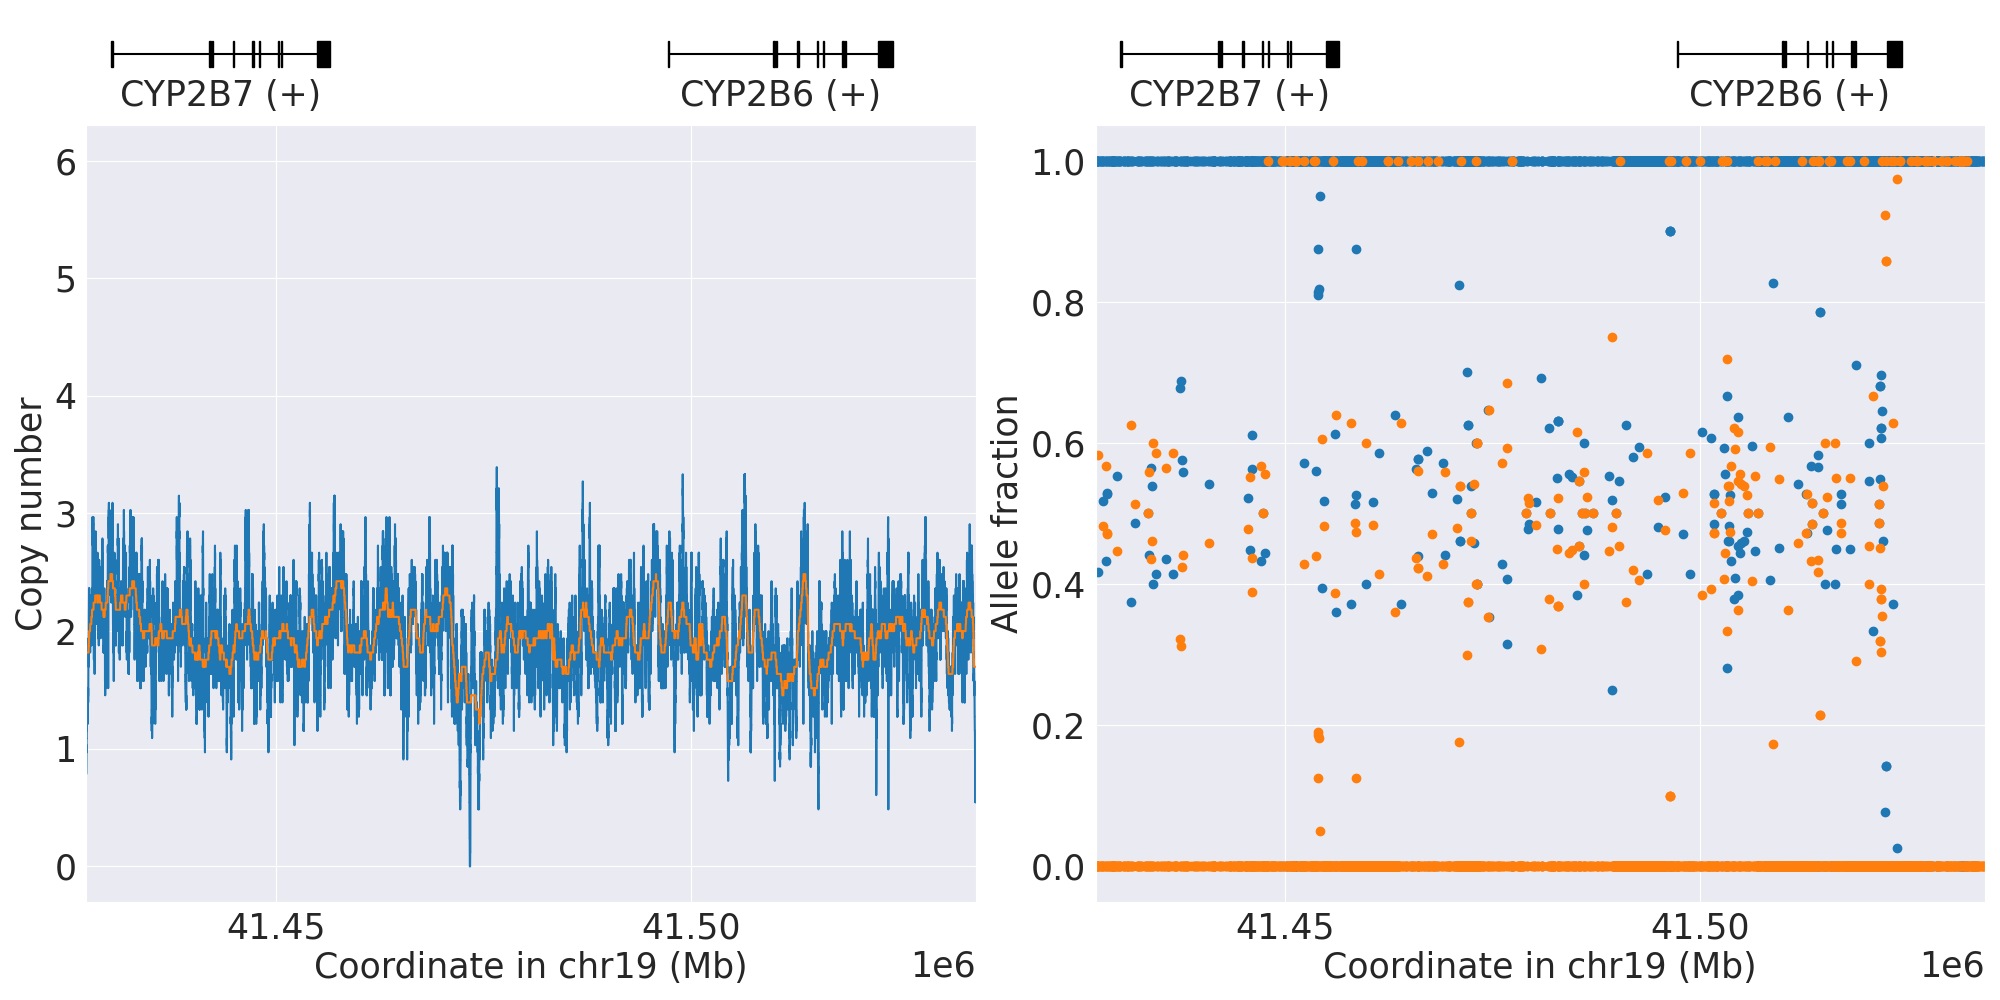 CYP2B7 (+)
CYP2B6 (+)
CYP2B7 (+)
CYP2B6 (+)
Copy number
6
5
4
3
2
1
0
41.45
41.50
Coordinate in chr19 (Mb)
1e6
Allele fraction
1.0
0.8
0.6
0.4
0.2
0.0
41.45
41.50
Coordinate in chr19 (Mb)
1e6